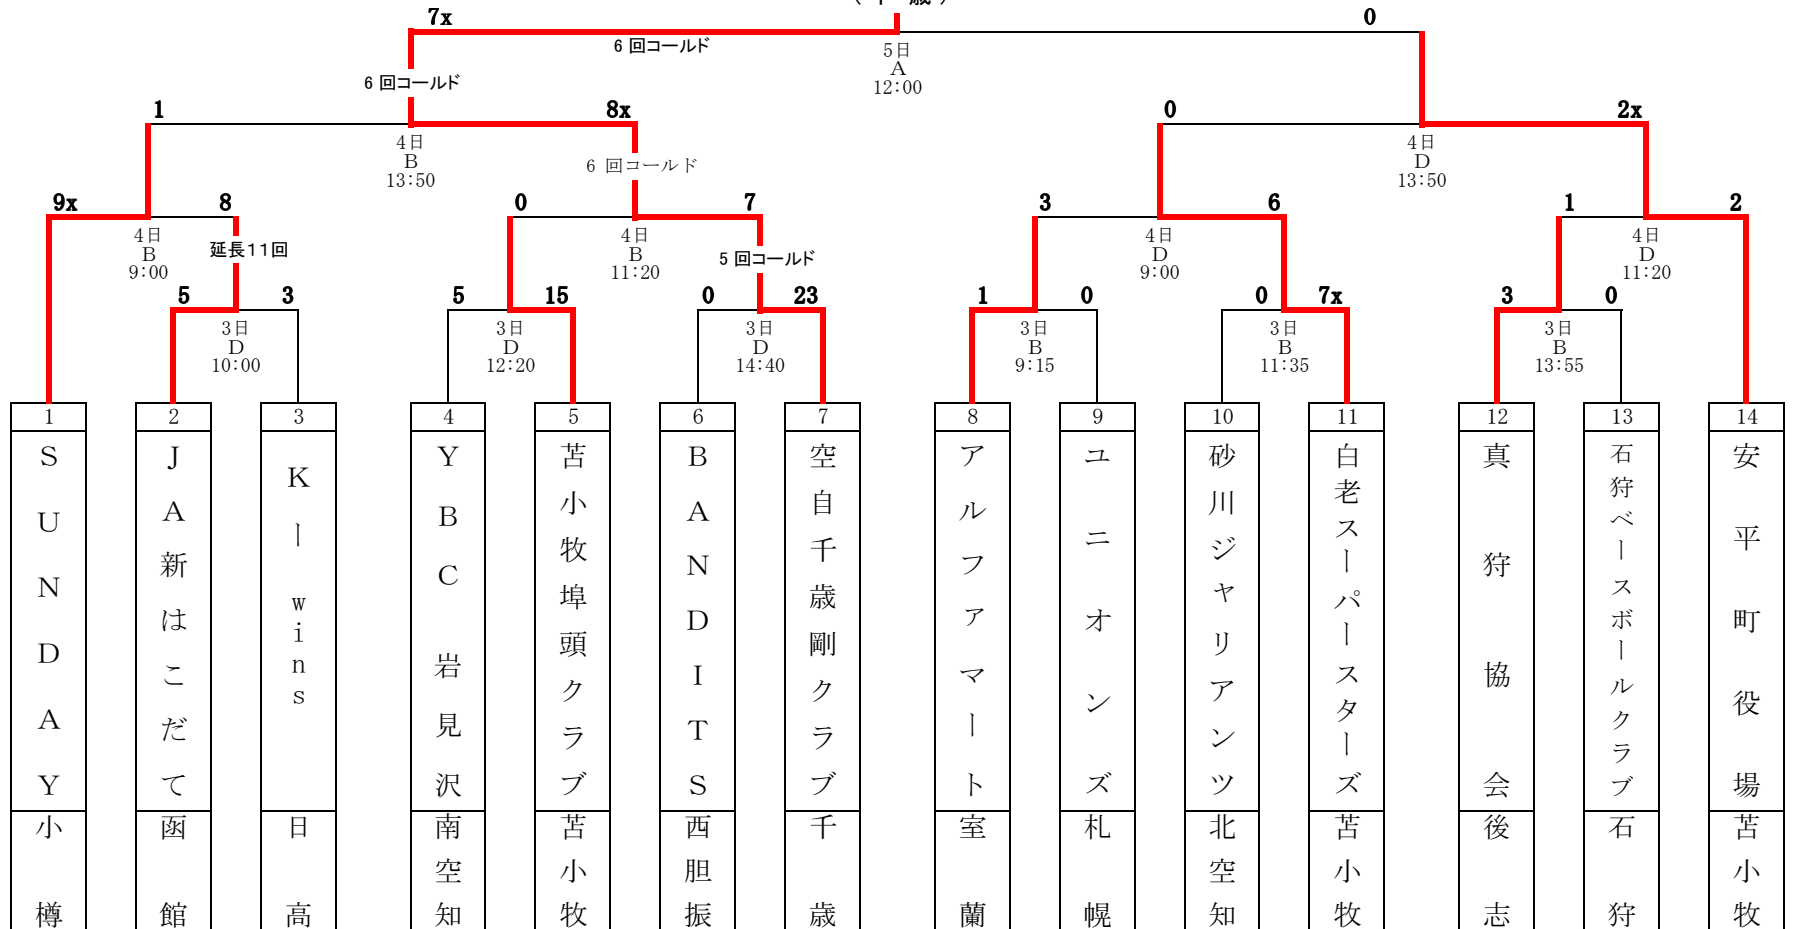 7x
0
6 回コールド
5日
A
12:00
6 回コールド
1
8x
0
2x
4日
B
13:50
6 回コールド
4日
D
13:50
9x
8
0
7
3
6
1
2
4日
B
9:00
延長11回
4日
B
11:20
5 回コールド
4日
D
9:00
4日
D
11:20
5
3
5
15
0
23
1
0
0
7x
3
0
3日
D
10:00
3日
D
12:20
3日
D
14:40
3日
B
9:15
3日
B
11:35
3日
B
13:55
1
SUNDAY
小樽
2
JA新はこだて
函館
3
Kー wins
日高
4
YBC 岩見沢
南空知
5
苫小牧埠頭クラブ
苫小牧
6
BANDITS
西胆振
7
空自千歳剛クラブ
千歳
8
アルファアマート
室蘭
9
ユニオンズ
札幌
10
砂川ジャリアンツ
北空知
11
白老スーパースターズ
苫小牧
12
真狩協会
後志
13
石狩ベースボールクラブ
石狩
14
安平町役場
苫小牧